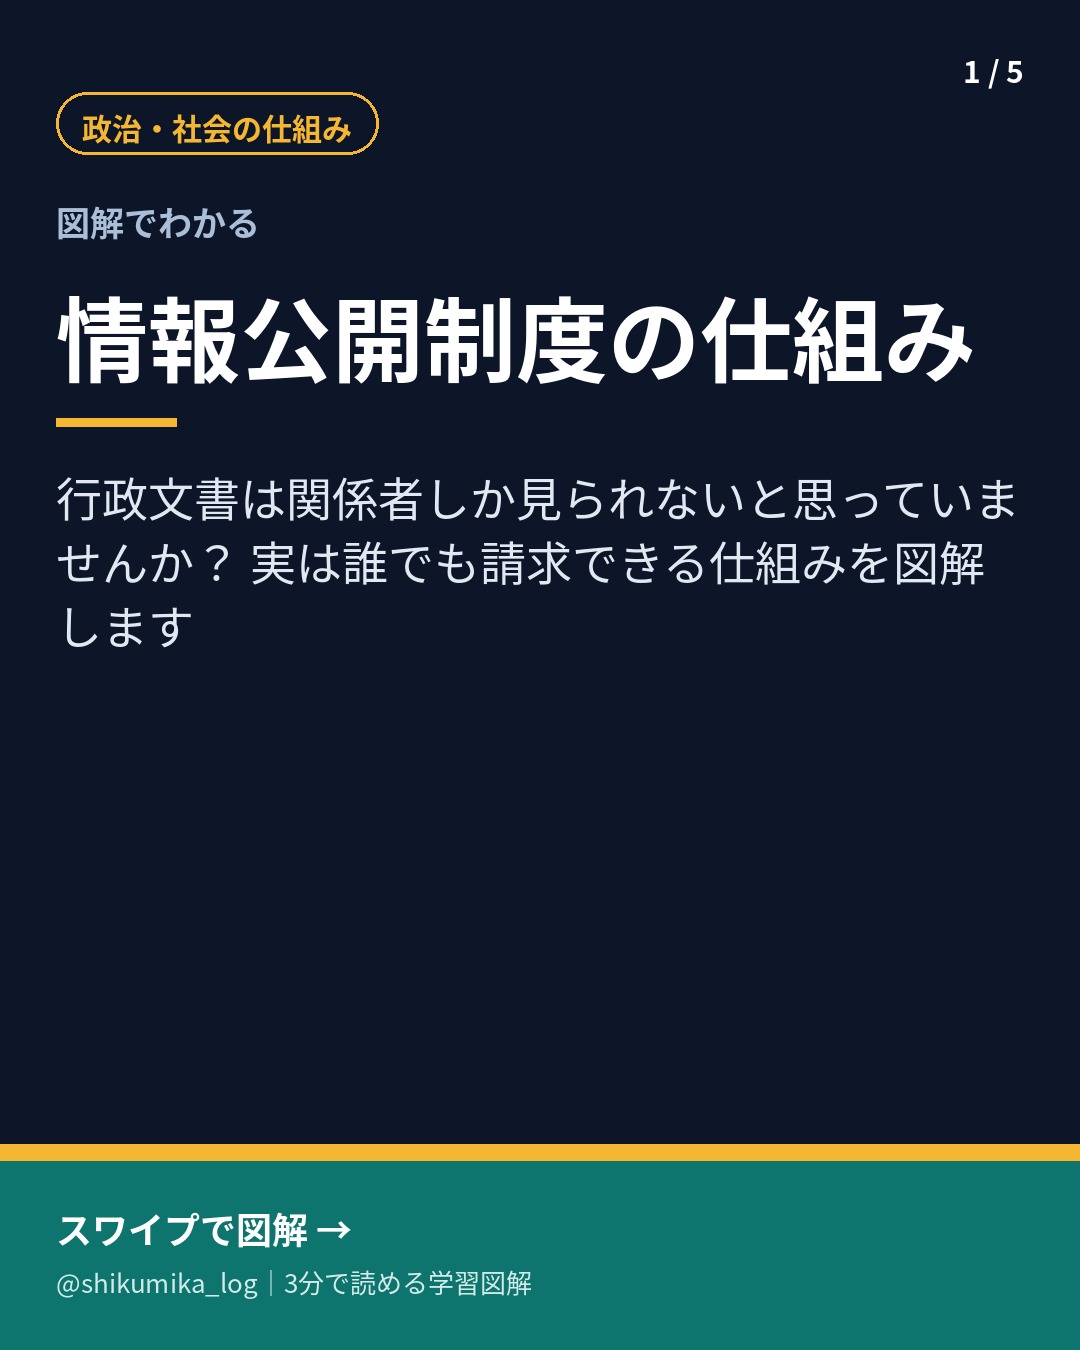 1 / 5
政治・社会の仕組み
図解でわかる
情報公開制度の仕組み
行政文書は関係者しか見られないと思っていま
せんか？ 実は誰でも請求できる仕組みを図解
します
スワイプで図解 →
@shikumika_log｜3分で読める学習図解